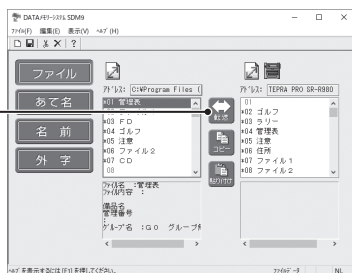 DATAﾒﾓﾘｰｼｽﾃﾑ SDM9
ﾌｧｲﾙ(F) 編集(E) 表示(V) ﾍﾙﾌﾟ(H)
ファイル
あて名
名 前
外 字
ｱﾄﾞﾚｽ: C:¥Program Files (
*01 管理表
*03 ＦＤ
*04 ゴルフ
*05 注意
*06 ファイル２
*07 ＣＤ
08
ﾌｧｲﾙ名 :管理表
ﾌｧｲﾙ内容 :
備品名
管理番号
:
ｸﾞﾙｰﾌﾟ名 :Ｇ０ グループ
転送
コピー
貼り付け
ｱﾄﾞﾚｽ: TEPRA PRO SR-R980
*01 注意
*02 ゴルフ
*03 ラリー
*04 管理表
*05 注意
*06 住所
*07 ファイル１
*08 ファイル２
ﾍﾙﾌﾟを表示するには [F1] を押してください。
ﾌｧｲﾙﾃﾞｰﾀ
NL